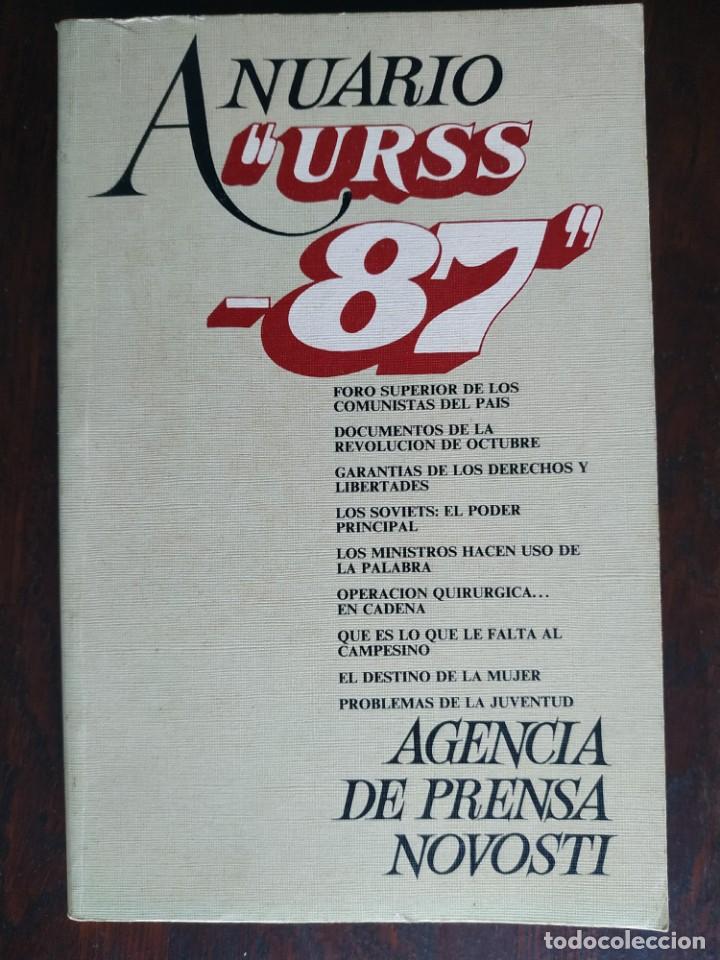 ANUARIO
“URSS
-87”
FORO SUPERIOR DE LOS
COMUNISTAS DEL PAIS
DOCUMENTOS DE LA
REVOLUCION DE OCTUBRE
GARANTIAS DE LOS DERECHOS Y
LIBERTADES
LOS SOVIETS: EL PODER
PRINCIPAL
LOS MINISTROS HACEN USO DE
LA PALABRA
OPERACION QUIRURGICA...
EN CADENA
QUE ES LO QUE LE FALTA AL
CAMPESINO
EL DESTINO DE LA MUJER
PROBLEMAS DE LA JUVENTUD
AGENCIA
DE PRENSA
NOVOSTI
todocoleccion